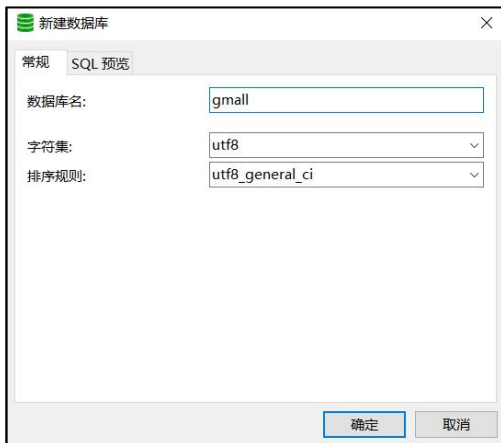 新建数据库
常规 SQL 预览
数据库名: gmall
字符集: utf8
排序规则: utf8_general_ci
确定 取消